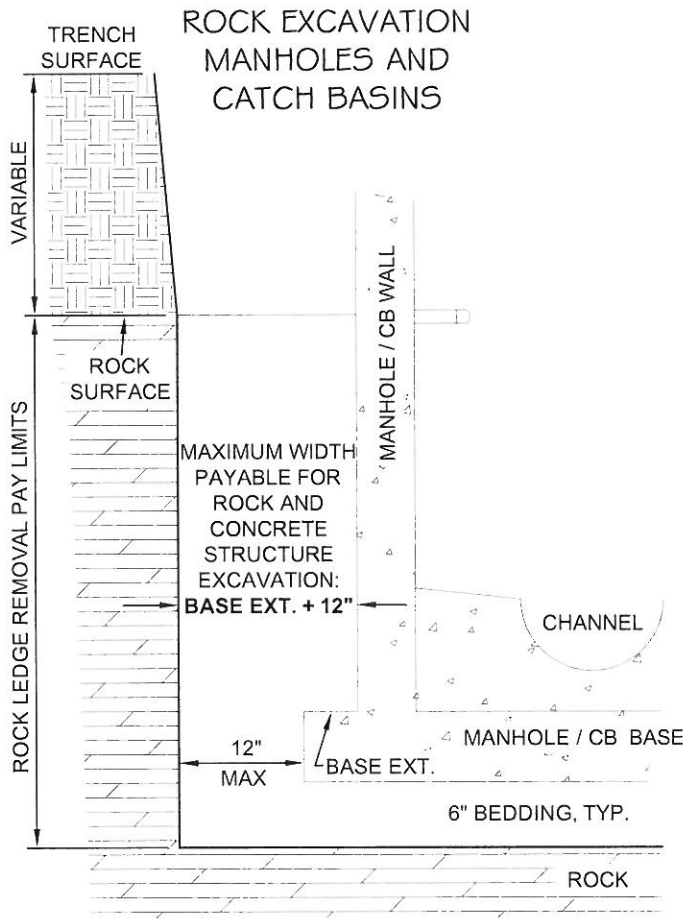 ROCK EXCAVATION
MANHOLES AND
CATCH BASINS
TRENCH
SURFACE
VARIABLE
ROCK
SURFACE
ROCK LEDGE REMOVAL PAY LIMITS
MANHOLE / CB WALL
MAXIMUM WIDTH
PAYABLE FOR
ROCK AND
CONCRETE
STRUCTURE
EXCAVATION:
BASE EXT. + 12"
CHANNEL
12"
MAX
BASE EXT.
MANHOLE / CB BASE
6" BEDDING, TYP.
ROCK